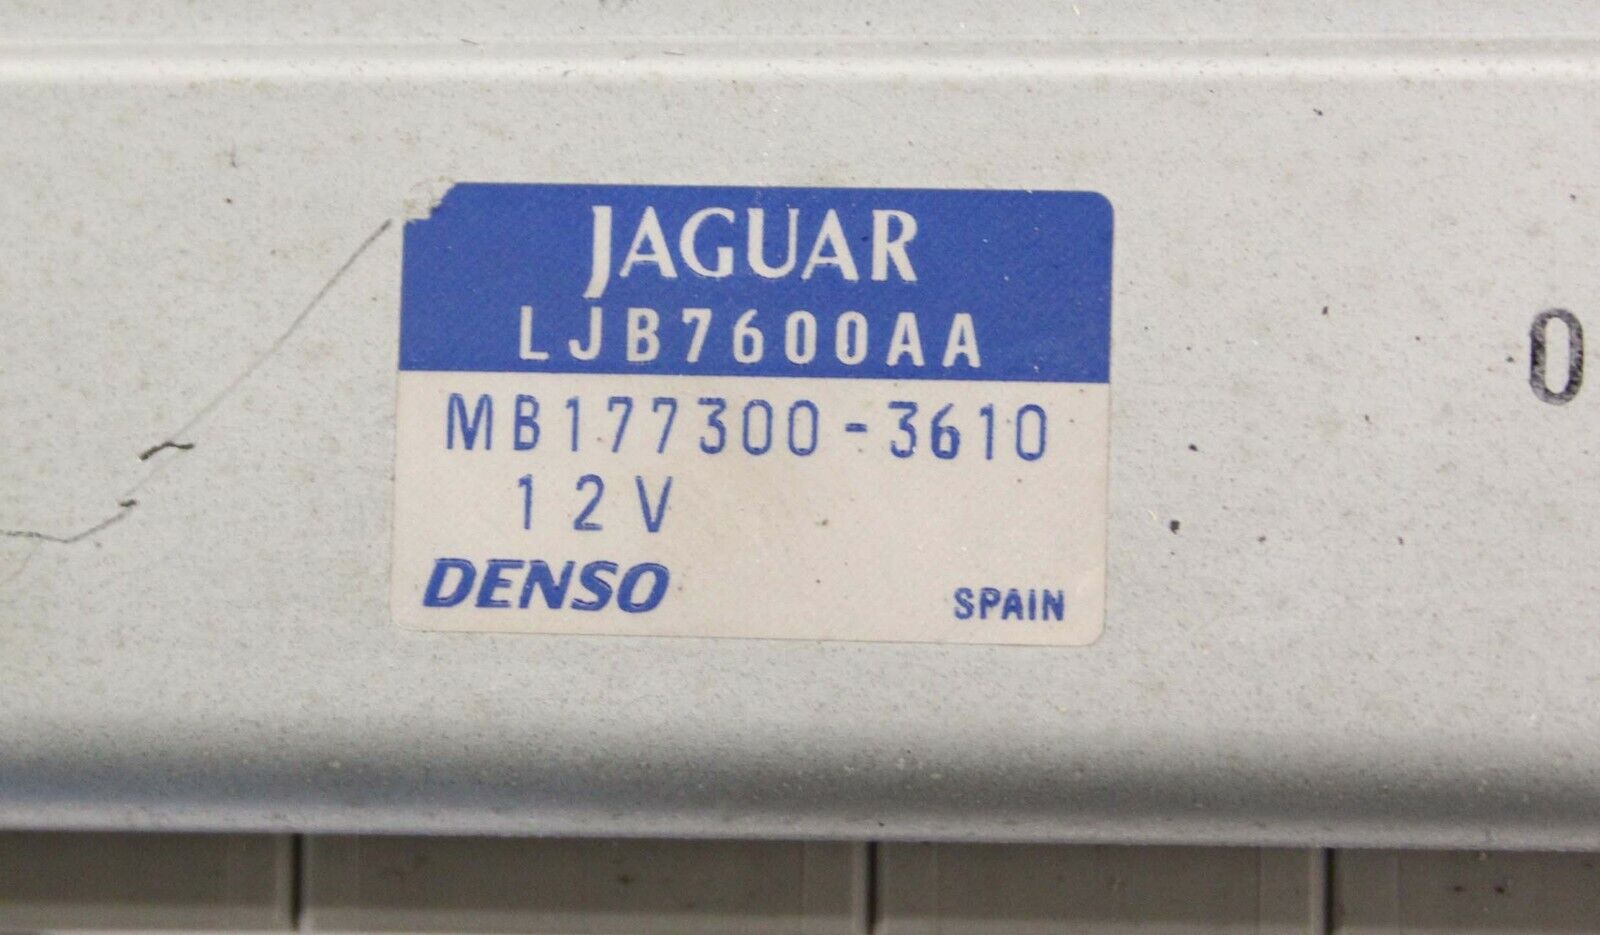 JAGUAR
LJB7600AA
MB177300-3610
12V
DENSO SPAIN
0